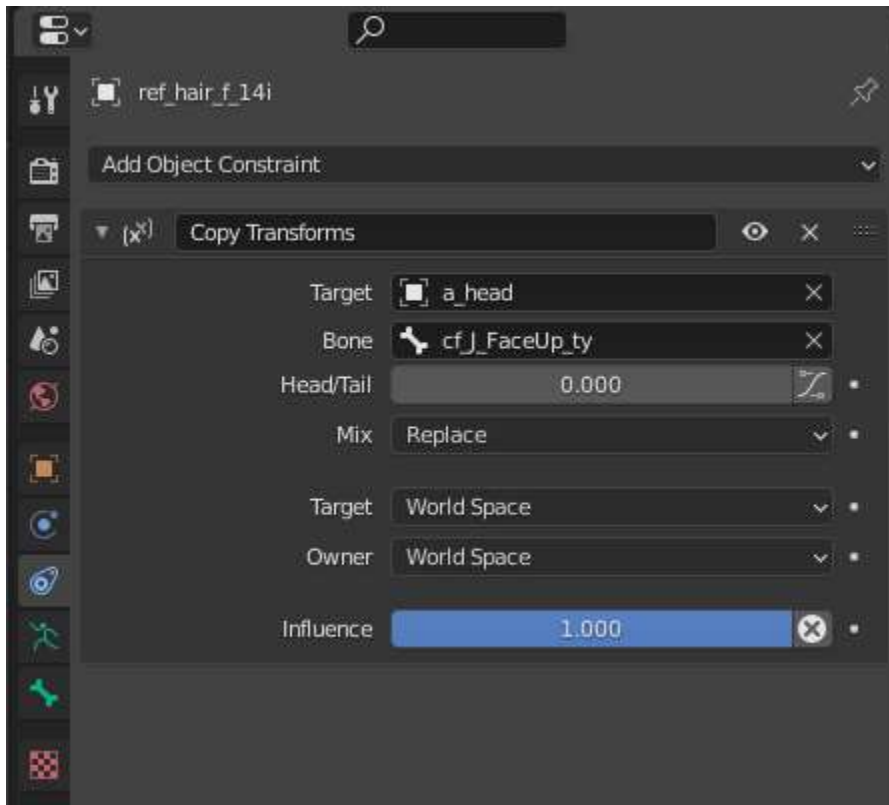 ref_hair_f_14i
Add Object Constraint
Copy Transforms
Target a_head
Bone cf_J_FaceUp_ty
Head/Tail 0.000
Mix Replace
Target World Space
Owner World Space
Influence 1.000